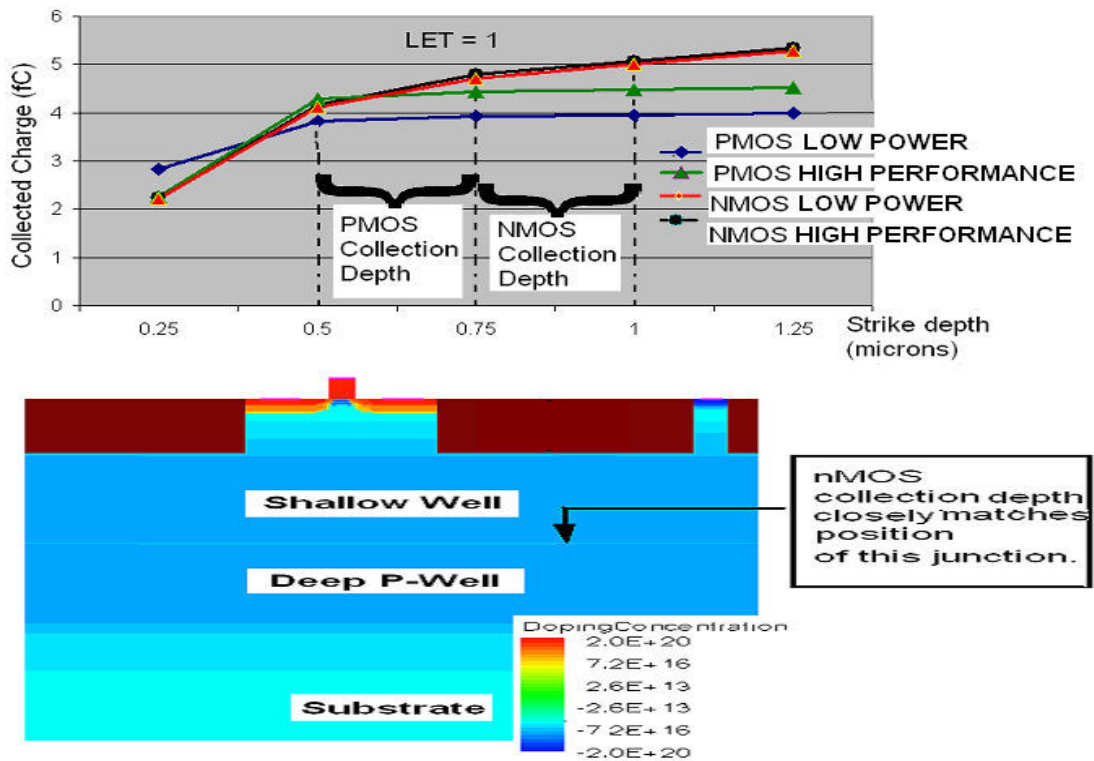 6
5
4
3
2
1
0
Collected Charge (fC)
LET = 1
PMOS LOW POWER
PMOS HIGH PERFORMANCE
NMOS LOW POWER
NMOS HIGH PERFORMANCE
PMOS
Collection
Depth
NMOS
Collection
Depth
0.25
0.5
0.75
1
1.25
Strike depth
(microns)
Shallow Well
Deep P-Well
Substrate
nMOS
collection depth
closely matches
position
of this junction.
DopingConcentration
2.0E+20
7.2E+16
2.6E+13
-2.6E+13
-7.2E+16
-2.0E+20